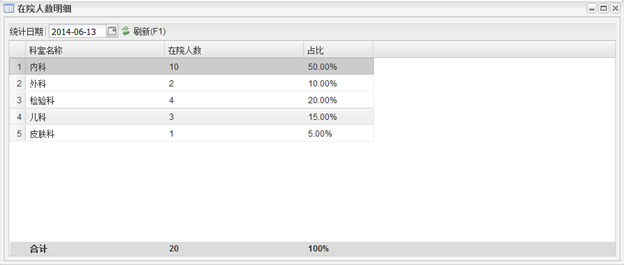 在院人数明细
统计日期 2014-06-13 刷新(F1)
科室名称 在院人数 占比
1 内科 10 50.00%
2 外科 2 10.00%
3 检验科 4 20.00%
4 儿科 3 15.00%
5 皮肤科 1 5.00%
合计 20 100%